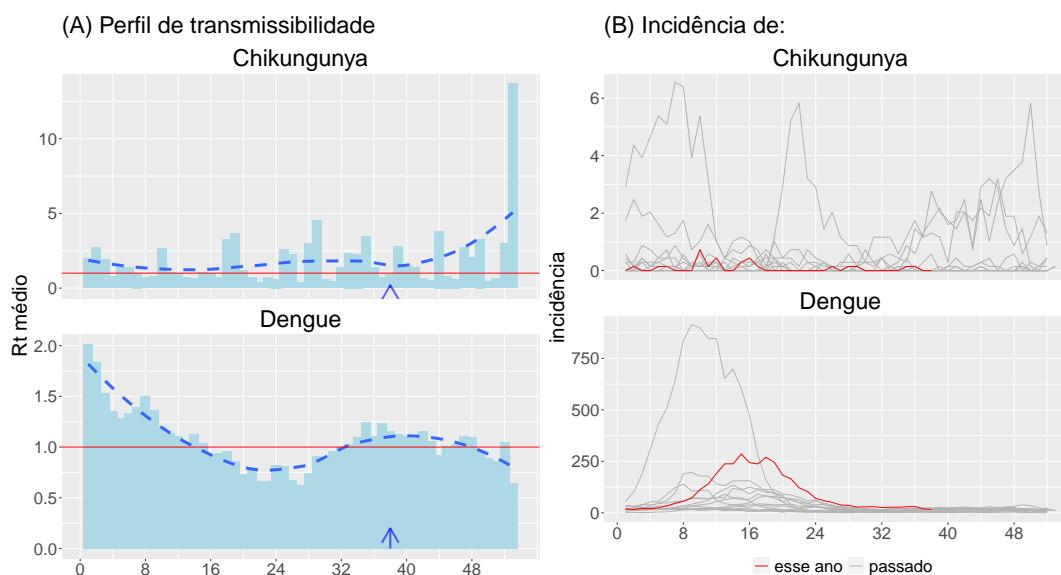 (A) Perfil de transmissibilidade
Chikungunya
10
5
1
0
Dengue
2.0
1.5
1.0
0.5
0.0
0 8 16 24 32 40 48
Rt médio
(B) Incidência de:
Chikungunya
6
4
2
0
Dengue
750
500
250
0
0 8 16 24 32 40 48
incidência
esse ano passado